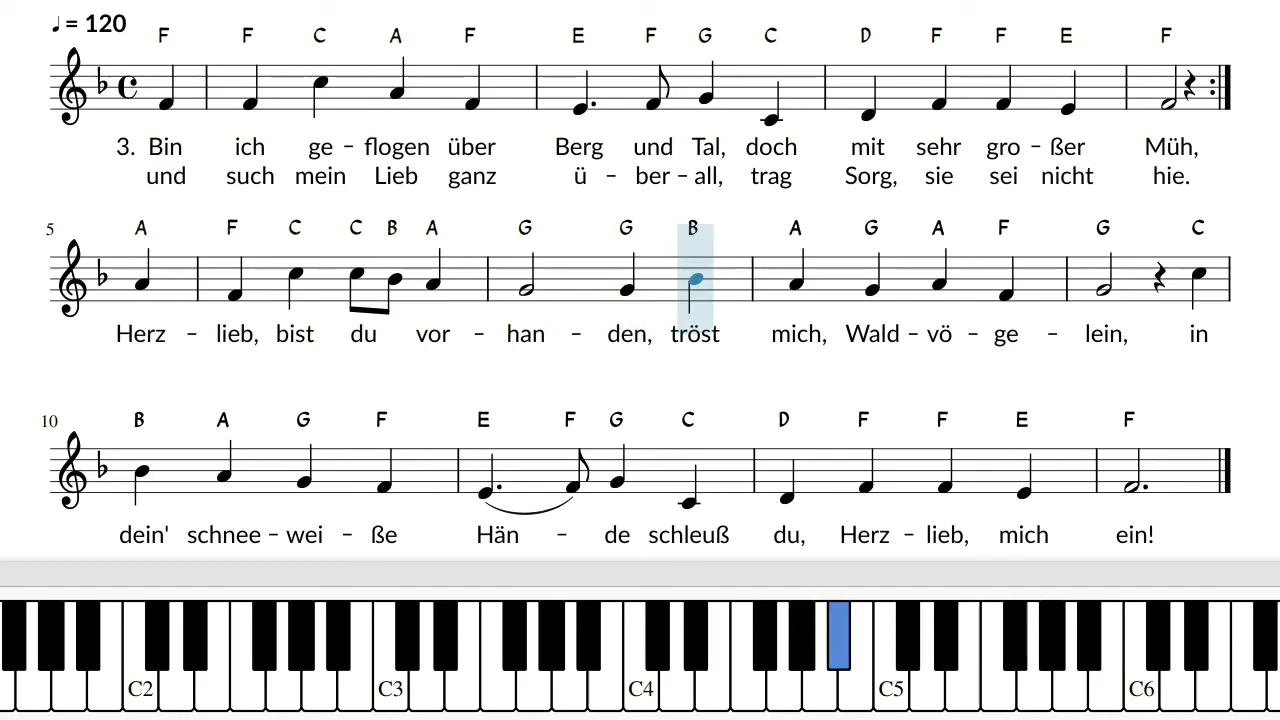 ♩= 120
F F C A F E F G C D F F E F
3. Bin ich ge – flogen über Berg und Tal, doch mit sehr gro – ßer Müh,
und such mein Lieb ganz ü – ber – all, trag Sorg, sie sei nicht hie.
5 A F C C B A G G B A G A F G C
Herz – lieb, bist du vor – han – den, tröst mich, Wald – vö – ge – lein, in
10 B A G F E F G C D F F E F
dein' schnee – wei – ße Hän – de schleuß du, Herz – lieb, mich ein!
C2 C3 C4 C5 C6